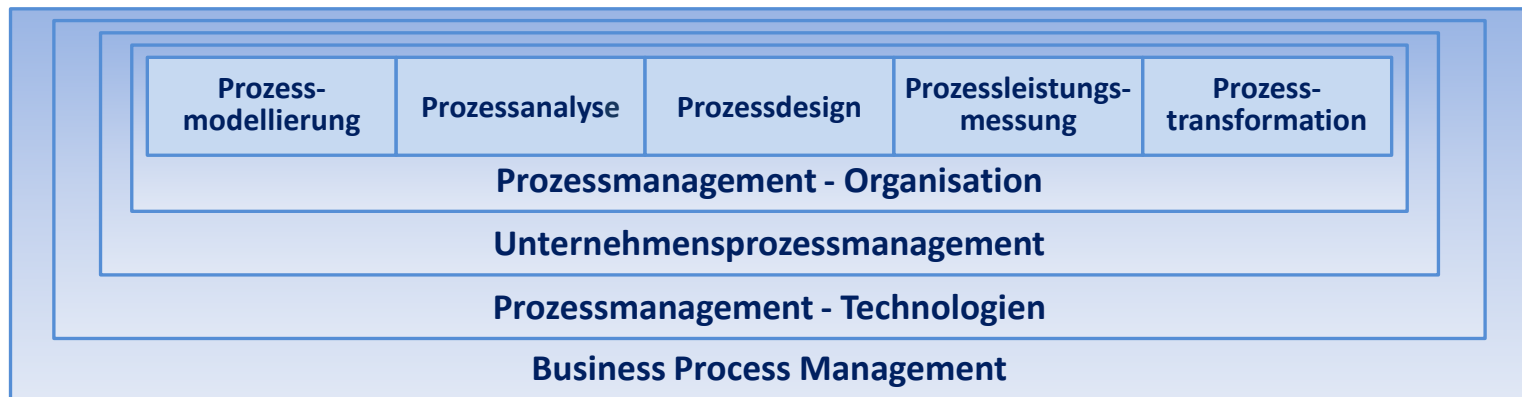 Prozess-
modellierung
Prozessanalyse
Prozessdesign
Prozessleistungs-
messung
Prozess-
transformation
Prozessmanagement - Organisation
Unternehmensprozessmanagement
Prozessmanagement - Technologien
Business Process Management